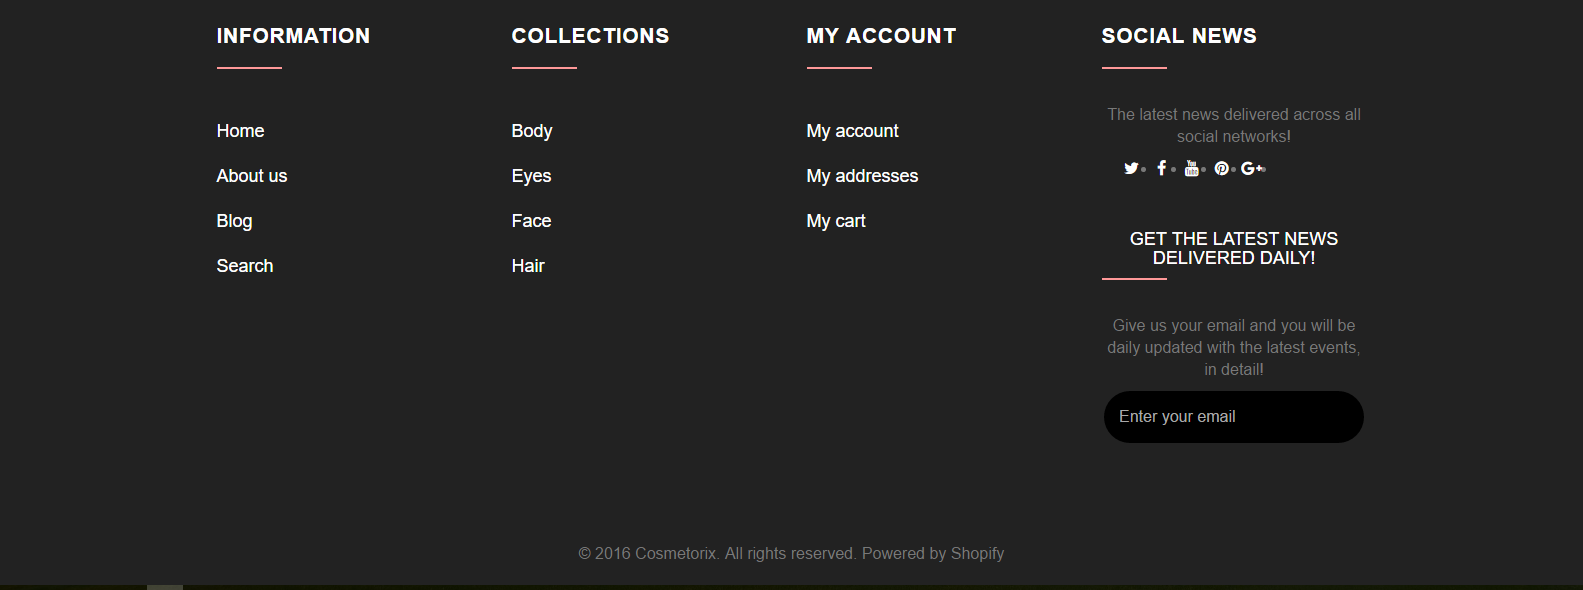 INFORMATION
Home
About us
Blog
Search
COLLECTIONS
Body
Eyes
Face
Hair
MY ACCOUNT
My account
My addresses
My cart
SOCIAL NEWS
The latest news delivered across all
social networks!
GET THE LATEST NEWS
DELIVERED DAILY!
Give us your email and you will be
daily updated with the latest events,
in detail!
Enter your email
© 2016 Cosmetorix. All rights reserved. Powered by Shopify